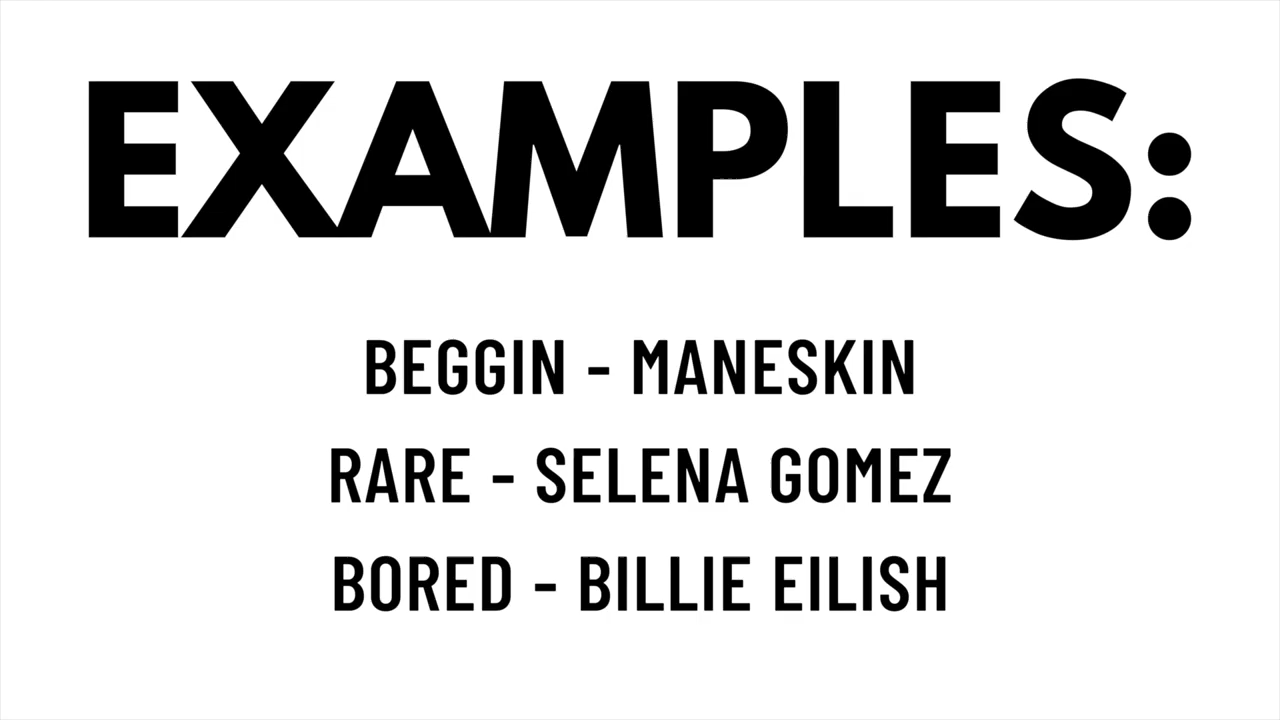 EXAMPLES:
BEGGIN - MANESKIN
RARE - SELENA GOMEZ
BORED - BILLIE EILISH